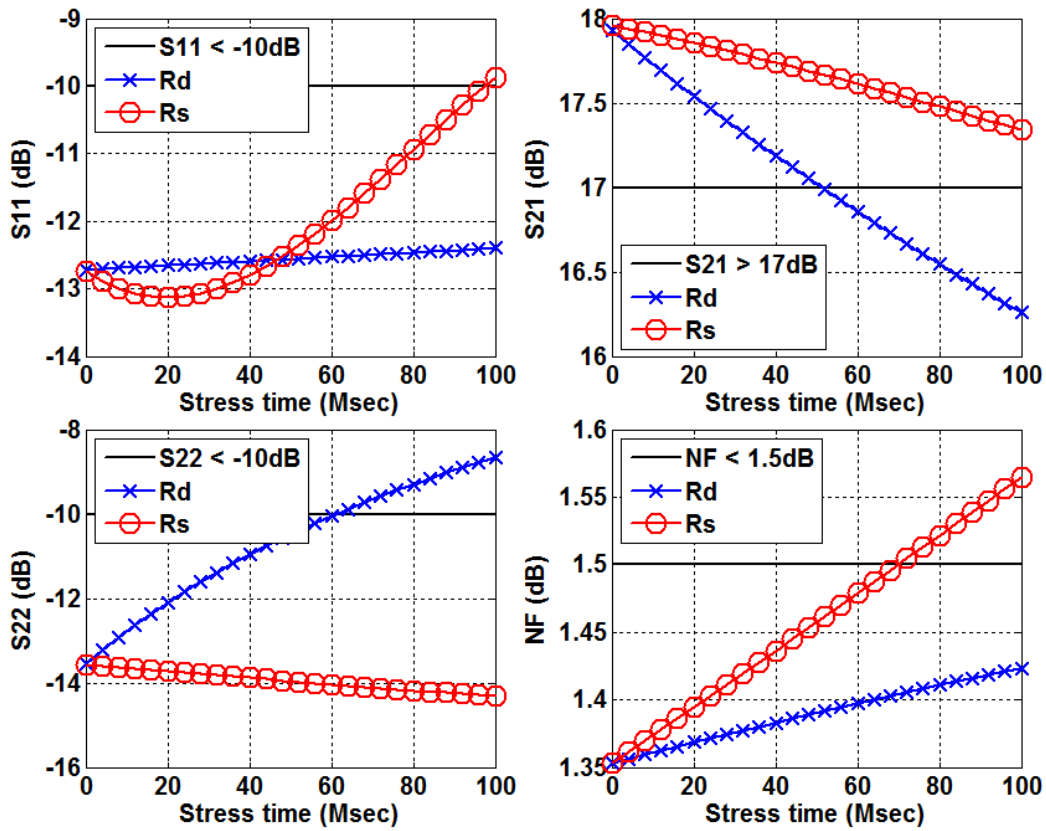 -9
-10
-11
-12
-13
-14
S11 (dB)
S11 < -10dB
Rd
Rs
0 20 40 60 80 100
Stress time (Msec)
18
17.5
17
16.5
16
S21 (dB)
S21 > 17dB
Rd
Rs
0 20 40 60 80 100
Stress time (Msec)
-8
-10
-12
-14
-16
S22 (dB)
S22 < -10dB
Rd
Rs
0 20 40 60 80 100
Stress time (Msec)
1.6
1.55
1.5
1.45
1.4
1.35
NF (dB)
NF < 1.5dB
Rd
Rs
0 20 40 60 80 100
Stress time (Msec)